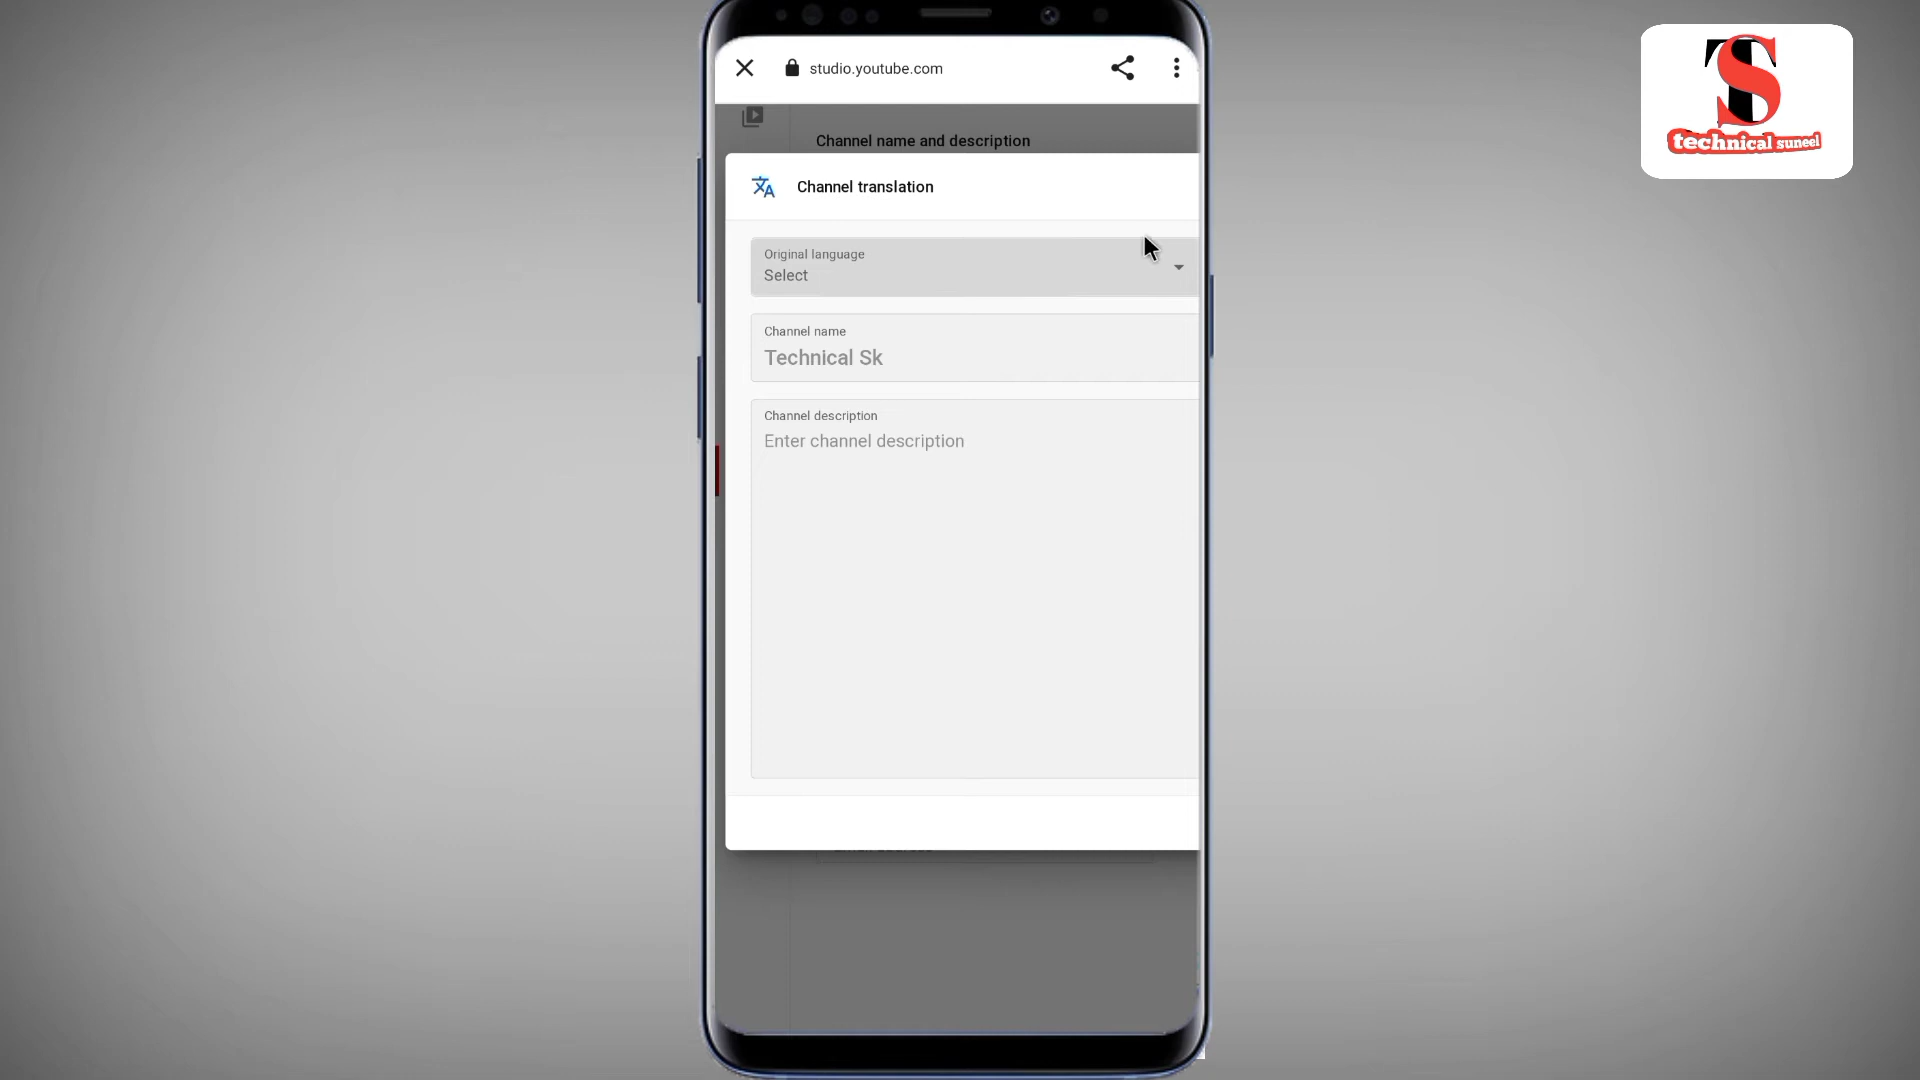 studio.youtube.com
Channel name and description
Channel translation
Original language
Select
Channel name
Technical Sk
Channel description
Enter channel description
TS
technical suneel